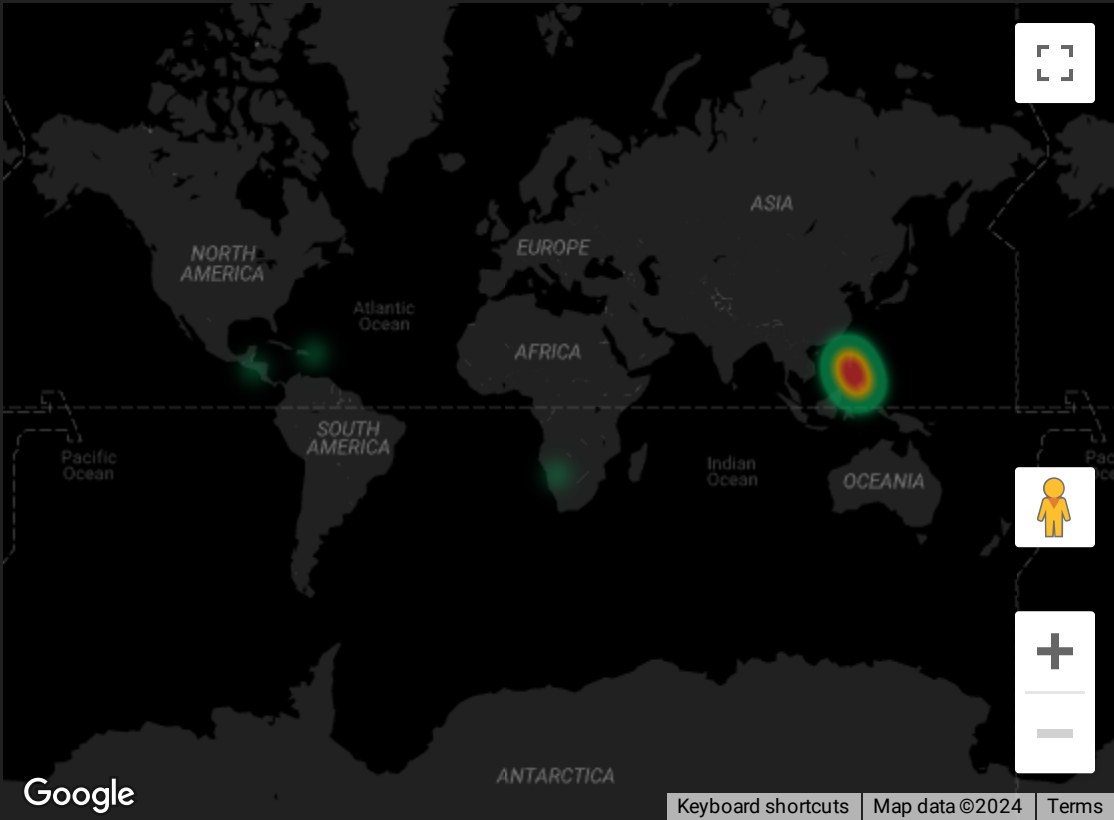 ASIA
NORTH
AMERICA
EUROPE
Atlantic
Ocean
AFRICA
SOUTH
AMERICA
Pacific
Ocean
Indian
Ocean
OCEANIA
Pac
ANTARCTICA
Google
Keyboard shortcuts
Map data ©2024
Terms